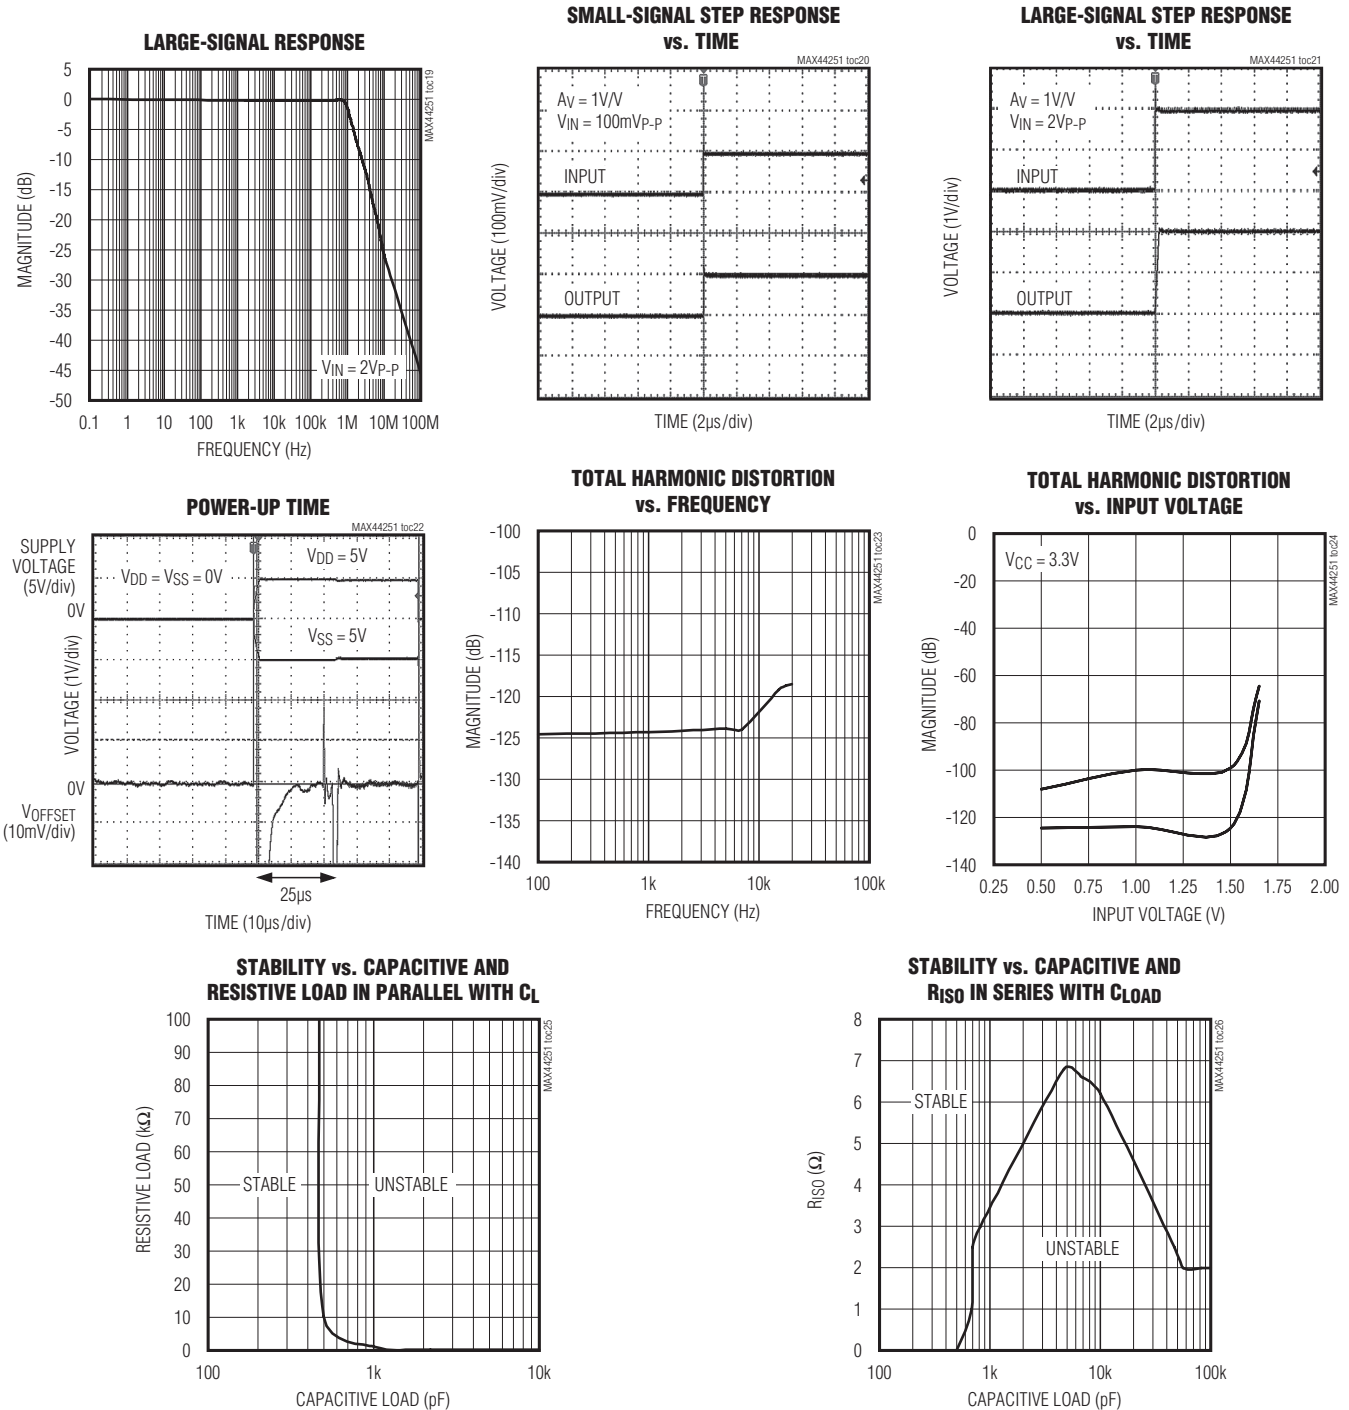 LARGE-SIGNAL RESPONSE
MAX44251 toc19
5
0
-5
-10
-15
-20
-25
-30
-35
-40
-45
-50
MAGNITUDE (dB)
VIN = 2VP-P
0.1 1 10 100 1k 10k 100k 1M 10M 100M
FREQUENCY (Hz)
SMALL-SIGNAL STEP RESPONSE
vs. TIME
MAX44251 toc20
AV = 1V/V
VIN = 100mVP-P
INPUT
OUTPUT
VOLTAGE (100mV/div)
TIME (2µs/div)
LARGE-SIGNAL STEP RESPONSE
vs. TIME
MAX44251 toc21
AV = 1V/V
VIN = 2VP-P
INPUT
OUTPUT
VOLTAGE (1V/div)
TIME (2µs/div)
POWER-UP TIME
MAX44251 toc22
SUPPLY
VOLTAGE
(5V/div)
0V
VOLTAGE (1V/div)
0V
VOFFSET
(10mV/div)
VDD = VSS = 0V
VDD = 5V
VSS = 5V
25µs
TIME (10µs/div)
TOTAL HARMONIC DISTORTION
vs. FREQUENCY
MAX44251 toc23
-100
-105
-110
-115
-120
-125
-130
-135
-140
MAGNITUDE (dB)
100 1k 10k 100k
FREQUENCY (Hz)
TOTAL HARMONIC DISTORTION
vs. INPUT VOLTAGE
MAX44251 toc24
VCC = 3.3V
0
-20
-40
-60
-80
-100
-120
-140
MAGNITUDE (dB)
0.25 0.50 0.75 1.00 1.25 1.50 1.75 2.00
INPUT VOLTAGE (V)
STABILITY vs. CAPACITIVE AND
RESISTIVE LOAD IN PARALLEL WITH CL
MAX44251 toc25
100
90
80
70
60
50
40
30
20
10
0
RESISTIVE LOAD (kΩ)
STABLE
UNSTABLE
100 1k 10k
CAPACITIVE LOAD (pF)
STABILITY vs. CAPACITIVE AND
RISO IN SERIES WITH CLOAD
MAX44251 toc26
8
7
6
5
4
3
2
1
0
RISO (Ω)
STABLE
UNSTABLE
100 1k 10k 100k
CAPACITIVE LOAD (pF)